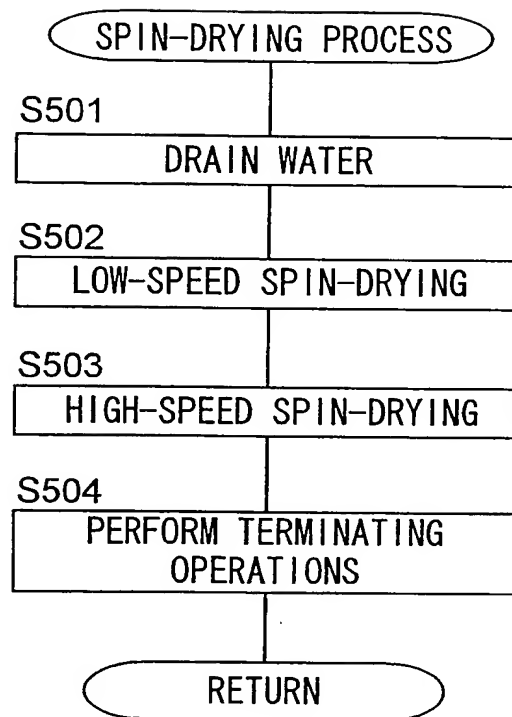 SPIN-DRYING PROCESS
S501
DRAIN WATER
S502
LOW-SPEED SPIN-DRYING
S503
HIGH-SPEED SPIN-DRYING
S504
PERFORM TERMINATING
OPERATIONS
RETURN